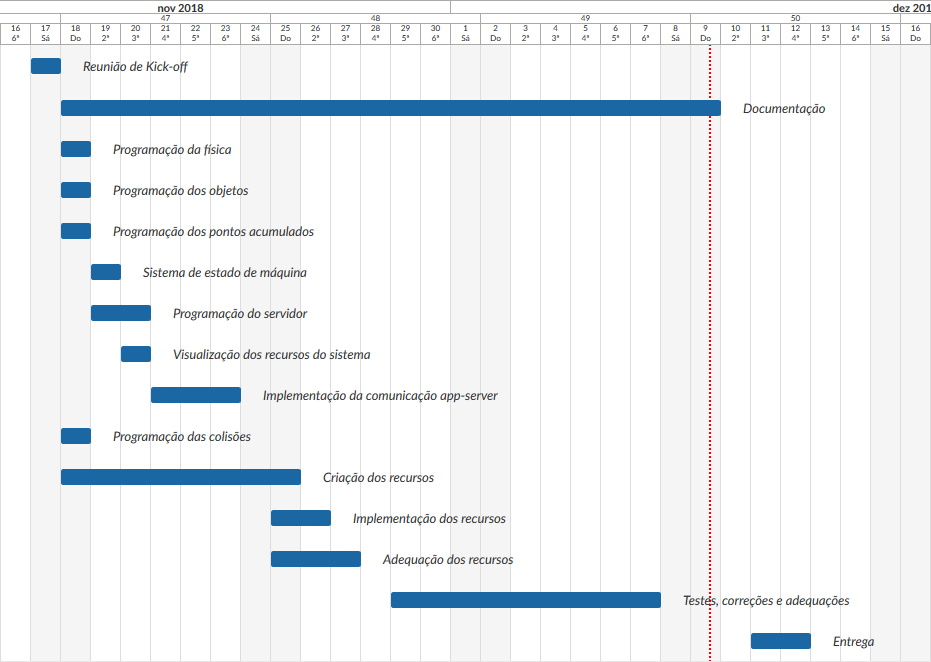 nov 2018 dez 201
47 48 49 50
16 17 18 19 20 21 22 23 24 25 26 27 28 29 30 1 2 3 4 5 6 7 8 9 10 11 12 13 14 15 16
6ª Sá Do 2ª 3ª 4ª 5ª 6ª Sá Do 2ª 3ª 4ª 5ª 6ª Sá Do 2ª 3ª 4ª 5ª 6ª Sá Do 2ª 3ª 4ª 5ª 6ª Sá Do
Reunião de Kick-off
Documentação
Programação da física
Programação dos objetos
Programação dos pontos acumulados
Sistema de estado de máquina
Programação do servidor
Visualização dos recursos do sistema
Implementação da comunicação app-server
Programação das colisões
Criação dos recursos
Implementação dos recursos
Adequação dos recursos
Testes, correções e adequações
Entrega